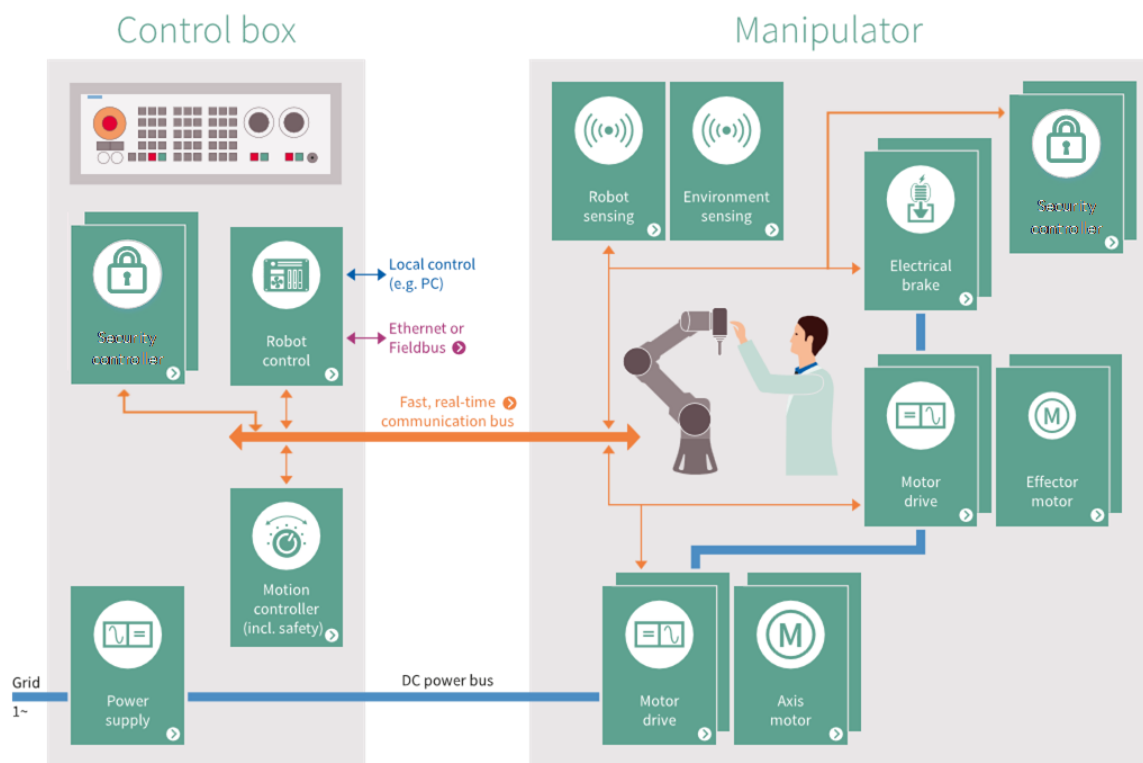 Control box
Manipulator
Security
controller
Robot
control
Local control
(e.g. PC)
Ethernet or
Fieldbus
Fast, real-time
communication bus
Motion
controller
(incl. safety)
Grid
1~
Power
supply
DC power bus
Robot
sensing
Environment
sensing
Electrical
brake
Security
controller
Motor
drive
M
Effector
motor
Motor
drive
M
Axis
motor